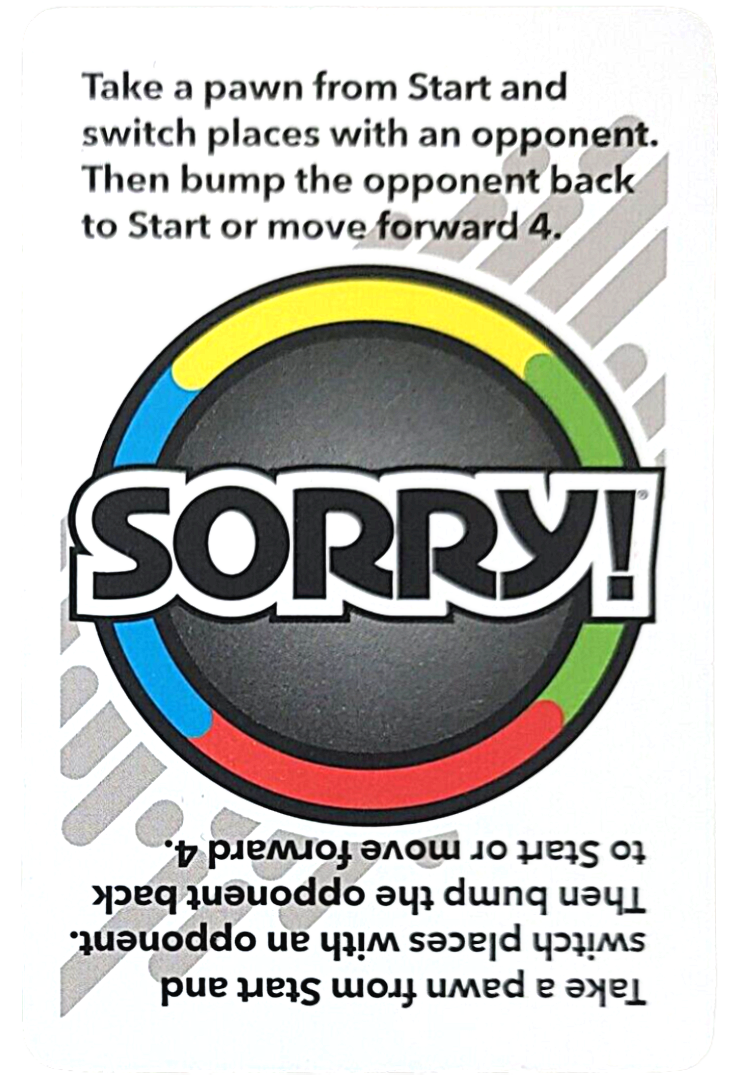 Take a pawn from Start and
switch places with an opponent.
Then bump the opponent back
to Start or move forward 4.
SORRY!®
Take a pawn from Start and
switch places with an opponent.
Then bump the opponent back
to Start or move forward 4.